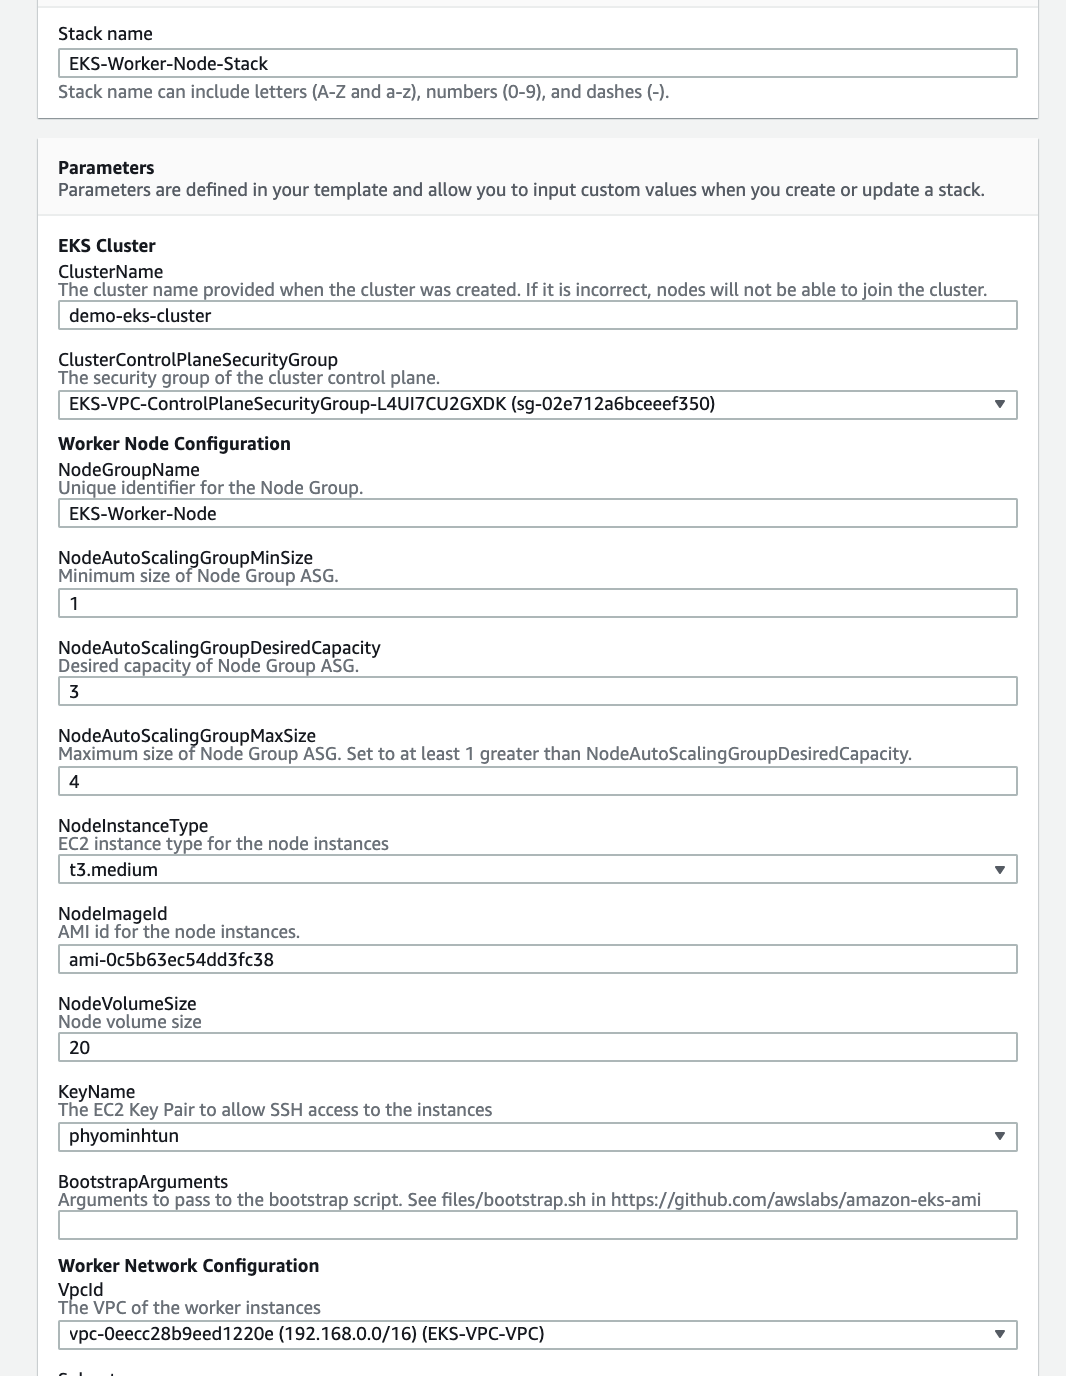 Stack name
EKS-Worker-Node-Stack
Stack name can include letters (A-Z and a-z), numbers (0-9), and dashes (-).
Parameters
Parameters are defined in your template and allow you to input custom values when you create or update a stack.
EKS Cluster
ClusterName
The cluster name provided when the cluster was created. If it is incorrect, nodes will not be able to join the cluster.
demo-eks-cluster
ClusterControlPlaneSecurityGroup
The security group of the cluster control plane.
EKS-VPC-ControlPlaneSecurityGroup-L4UI7CU2GXDK (sg-02e712a6bceeef350)
Worker Node Configuration
NodeGroupName
Unique identifier for the Node Group.
EKS-Worker-Node
NodeAutoScalingGroupMinSize
Minimum size of Node Group ASG.
1
NodeAutoScalingGroupDesiredCapacity
Desired capacity of Node Group ASG.
3
NodeAutoScalingGroupMaxSize
Maximum size of Node Group ASG. Set to at least 1 greater than NodeAutoScalingGroupDesiredCapacity.
4
NodeInstanceType
EC2 instance type for the node instances
t3.medium
NodeImageId
AMI id for the node instances.
ami-0c5b63ec54dd3fc38
NodeVolumeSize
Node volume size
20
KeyName
The EC2 Key Pair to allow SSH access to the instances
phyominhtun
BootstrapArguments
Arguments to pass to the bootstrap script. See files/bootstrap.sh in https://github.com/awslabs/amazon-eks-ami
Worker Network Configuration
VpcId
The VPC of the worker instances
vpc-0eecc28b9eed1220e (192.168.0.0/16) (EKS-VPC-VPC)